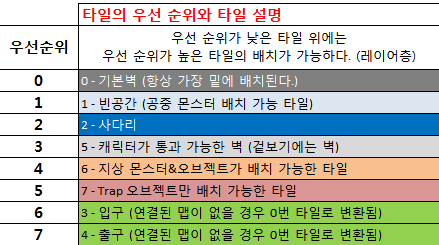 타일의 우선 순위와 타일 설명
우선순위
우선 순위가 낮은 타일 위에는
우선 순위가 높은 타일의 배치가 가능하다. (레이어층)
0
0 - 기본벽 (항상 가장 밑에 배치된다.)
1
1 - 빈공간 (공중 몬스터 배치 가능 타일)
2
2 - 사다리
3
5 - 캐릭터가 통과 가능한 벽 (겉보기에는 벽)
4
6 - 지상 몬스터&오브젝트가 배치 가능한 타일
5
7 - Trap 오브젝트만 배치 가능한 타일
6
3 - 입구 (연결된 맵이 없을 경우 0번 타일로 변환됨)
7
4 - 출구 (연결된 맵이 없을 경우 0번 타일로 변환됨)